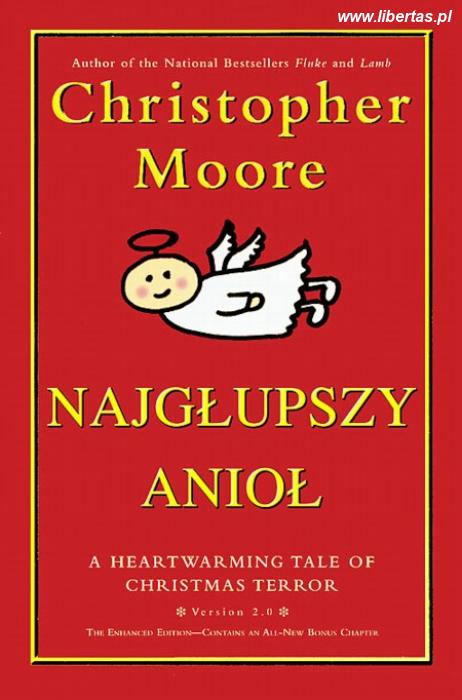 www.libertas.pl
Author of the National Bestsellers Fluke and Lamb
Christopher
Moore
NAJGŁUPSZY
ANIOŁ
A HEARTWARMING TALE OF
CHRISTMAS TERROR
❄ Version 2.0 ❄
THE ENHANCED EDITION—CONTAINS AN ALL-NEW BONUS CHAPTER